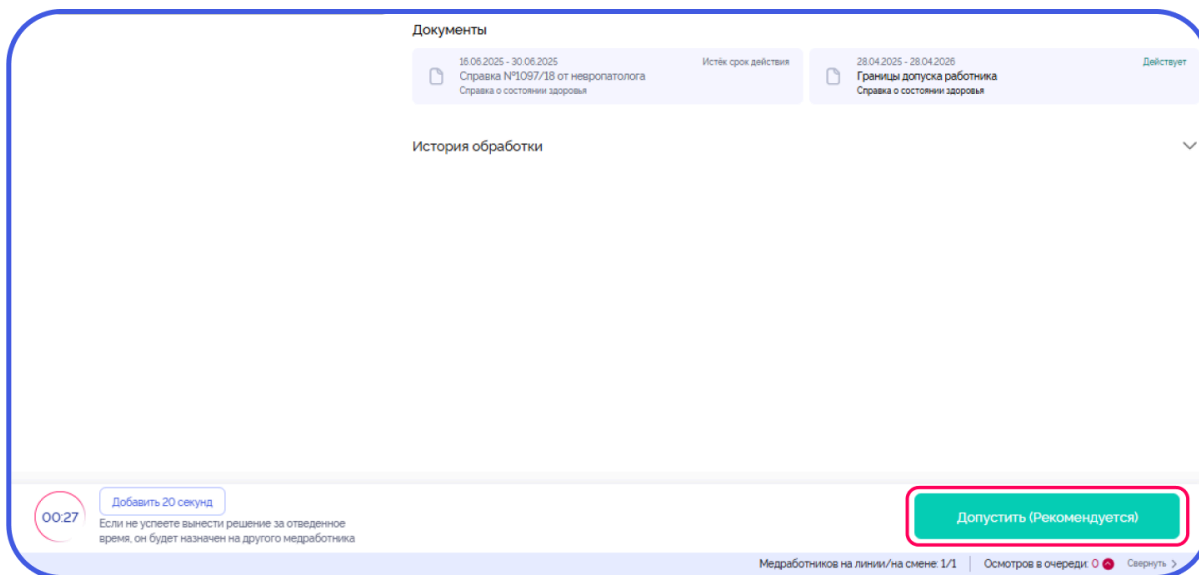 Документы
16.06.2025 - 30.06.2025
Истёк срок действия
Справка №1097/18 от невропатолога
Справка о состоянии здоровья
28.04.2025 - 28.04.2026
Действует
Границы допуска работника
Справка о состоянии здоровья
История обработки
00:27
Добавить 20 секунд
Если не успеете вынести решение за отведенное
время, он будет назначен на другого медработника
Допустить (Рекомендуется)
Медработников на линии/на смене: 1/1
Осмотров в очереди: 0
Свернуть